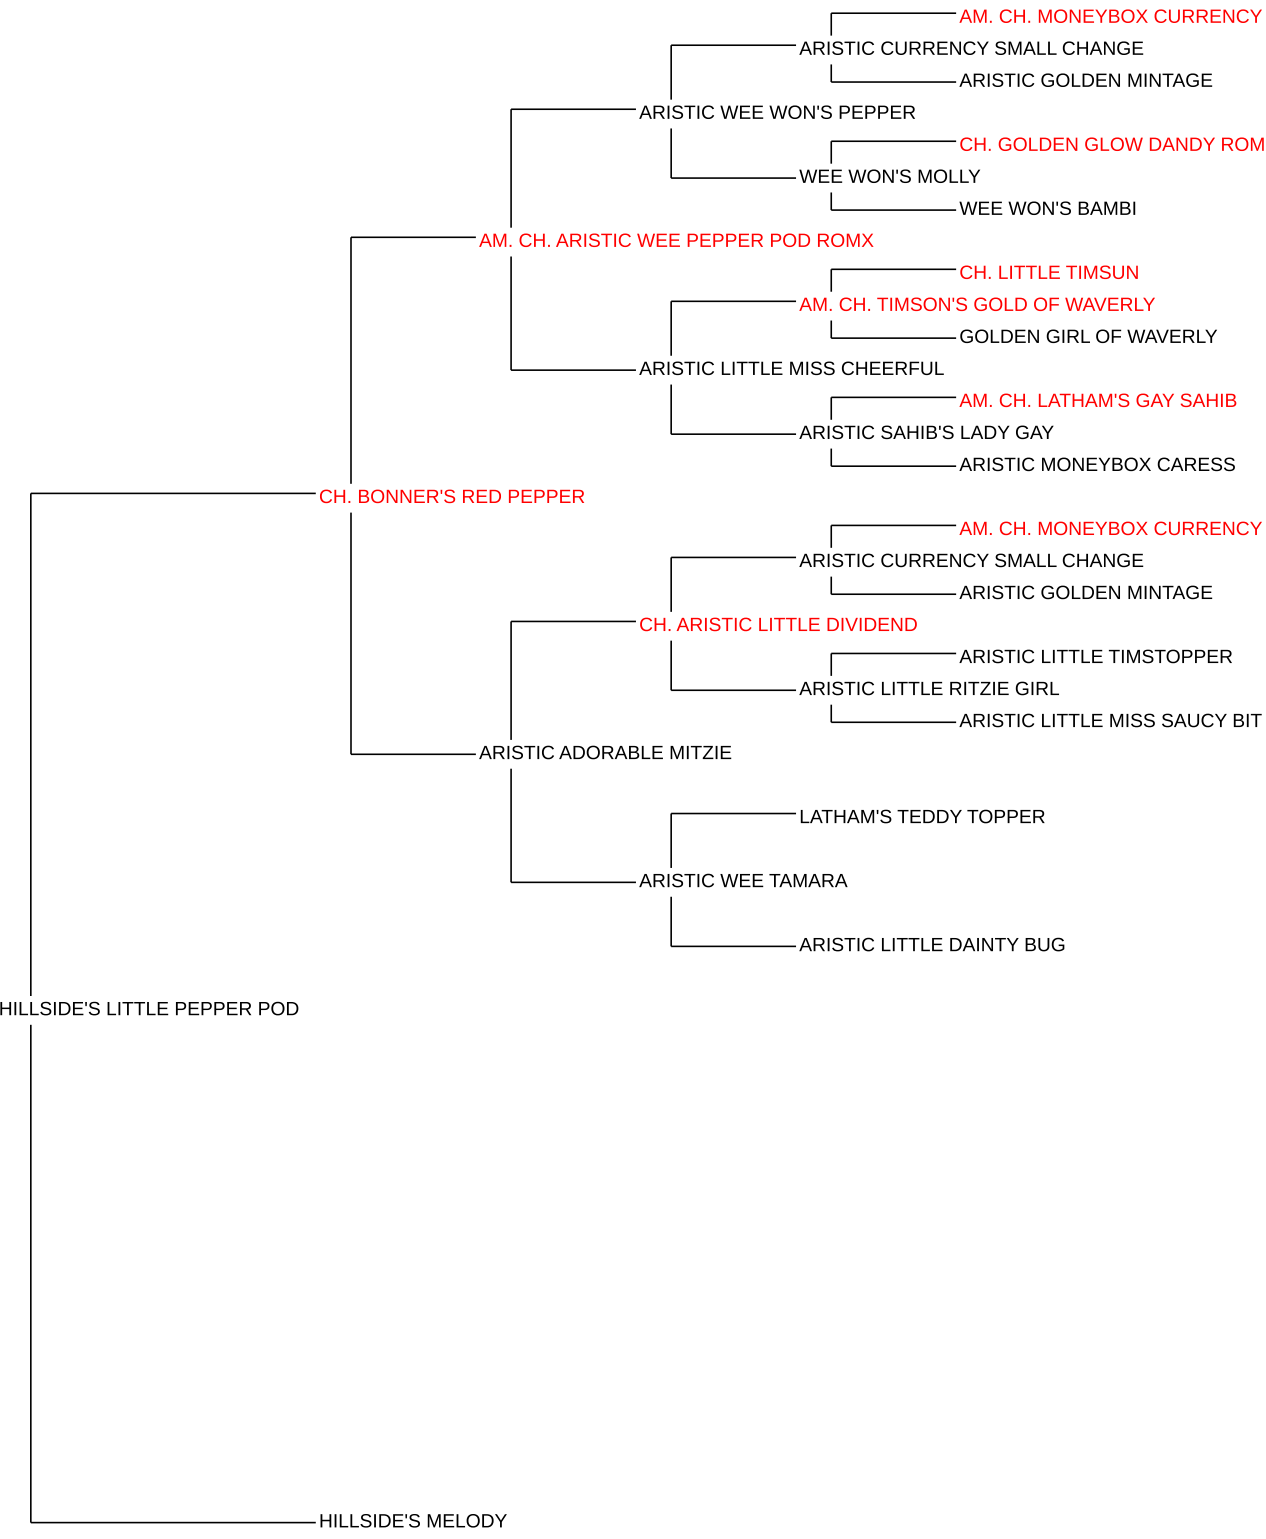 AM. CH. MONEYBOX CURRENCY
ARISTIC CURRENCY SMALL CHANGE
ARISTIC GOLDEN MINTAGE
ARISTIC WEE WON'S PEPPER
CH. GOLDEN GLOW DANDY ROM
WEE WON'S MOLLY
WEE WON'S BAMBI
AM. CH. ARISTIC WEE PEPPER POD ROMX
CH. LITTLE TIMSUN
AM. CH. TIMSON'S GOLD OF WAVERLY
GOLDEN GIRL OF WAVERLY
ARISTIC LITTLE MISS CHEERFUL
AM. CH. LATHAM'S GAY SAHIB
ARISTIC SAHIB'S LADY GAY
ARISTIC MONEYBOX CARESS
CH. BONNER'S RED PEPPER
AM. CH. MONEYBOX CURRENCY
ARISTIC CURRENCY SMALL CHANGE
ARISTIC GOLDEN MINTAGE
CH. ARISTIC LITTLE DIVIDEND
ARISTIC LITTLE TIMSTOPPER
ARISTIC LITTLE RITZIE GIRL
ARISTIC LITTLE MISS SAUCY BIT
ARISTIC ADORABLE MITZIE
LATHAM'S TEDDY TOPPER
ARISTIC WEE TAMARA
ARISTIC LITTLE DAINTY BUG
HILLSIDE'S LITTLE PEPPER POD
HILLSIDE'S MELODY